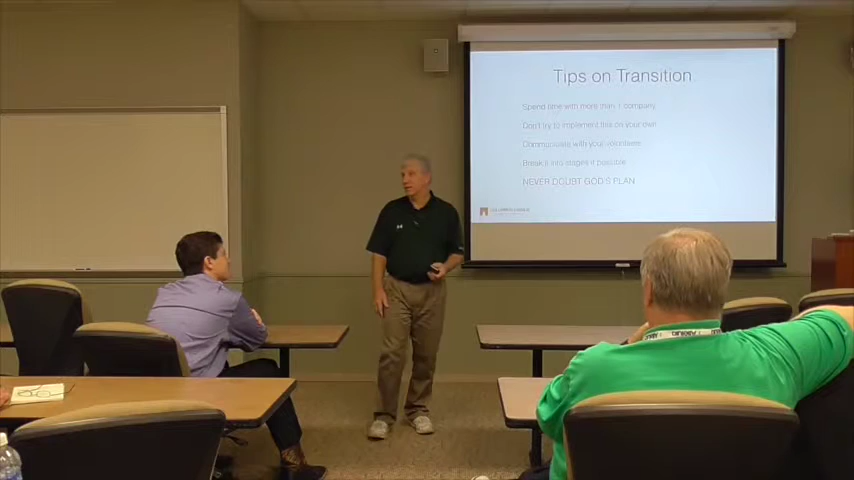 Tips on Transition
Spend time with more than 1 company
Don't try to implement this on your own
Communicate with your volunteers
Break it into stages if possible
NEVER DOUBT GOD'S PLAN